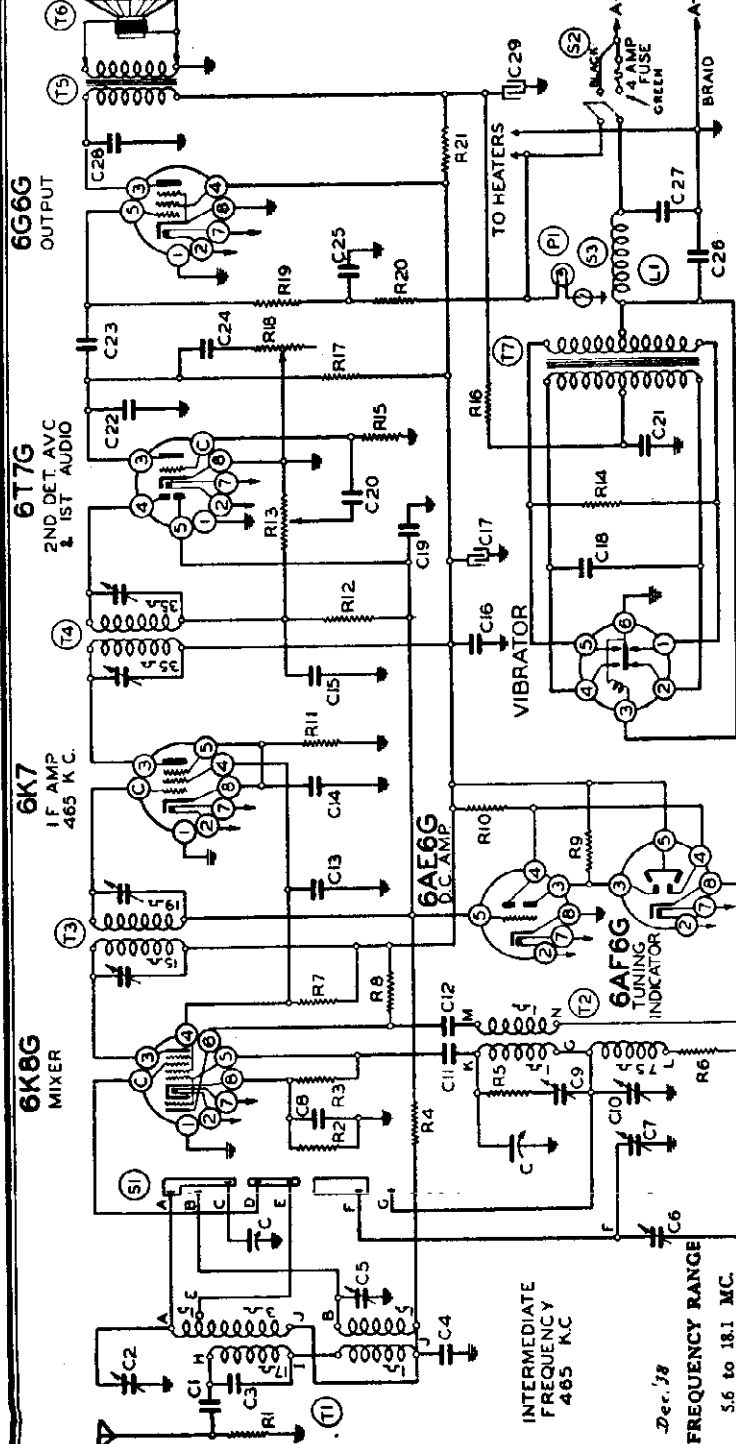 6K8G
MIXER
6K7
I F AMP
465 K.C.
6T7G
2ND DET. AVC
& IST AUDIO
6G6G
OUTPUT
T1
T2
T3
T4
T5
T6
T7
S1
S2
S3
P1
L1
C1
C2
C3
C4
C5
C6
C7
C8
C9
C10
C11
C12
C13
C14
C15
C16
C17
C18
C19
C20
C21
C22
C23
C24
C25
C26
C27
C28
C29
R1
R2
R3
R4
R5
R6
R7
R8
R9
R10
R11
R12
R13
R14
R15
R16
R17
R18
R19
R20
R21
15Ω
19Ω
35Ω
35Ω
6AE6G
D.C. AMP
6AF6G
TUNING
INDICATOR
VIBRATOR
TO HEATERS
BLACK
4 AMP
FUSE
GREEN
BRAID
A-
INTERMEDIATE
FREQUENCY
465 K.C
Dec. '38
FREQUENCY RANGE
5.6 to 18.1 MC.